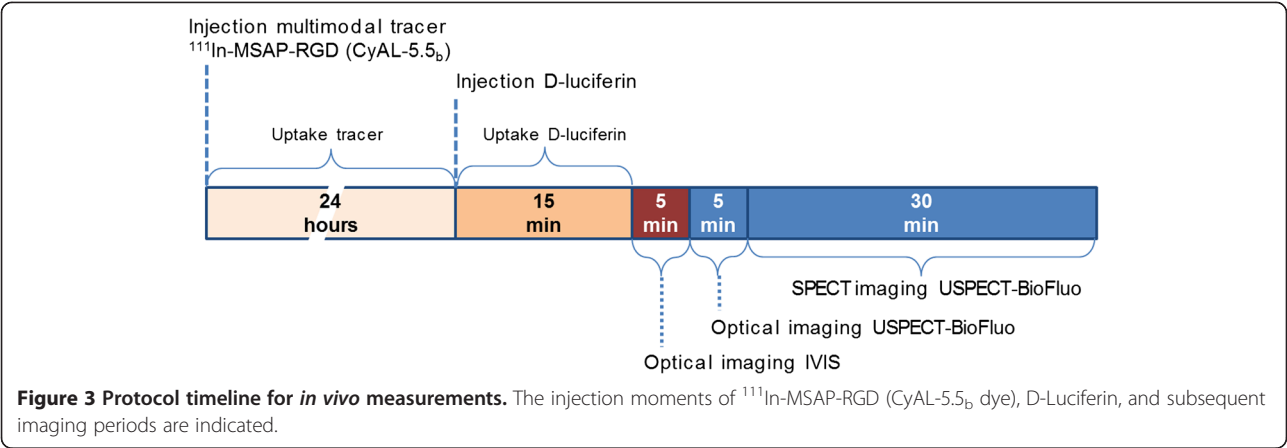 Injection multimodal tracer
¹¹¹In-MSAP-RGD (CyAL-5.5b)
Injection D-luciferin
Uptake tracer
Uptake D-luciferin
24
hours
15
min
5
min
5
min
30
min
SPECT imaging USPECT-BioFluo
Optical imaging USPECT-BioFluo
Optical imaging IVIS
Figure 3 Protocol timeline for in vivo measurements. The injection moments of ¹¹¹In-MSAP-RGD (CyAL-5.5b dye), D-Luciferin, and subsequent
imaging periods are indicated.